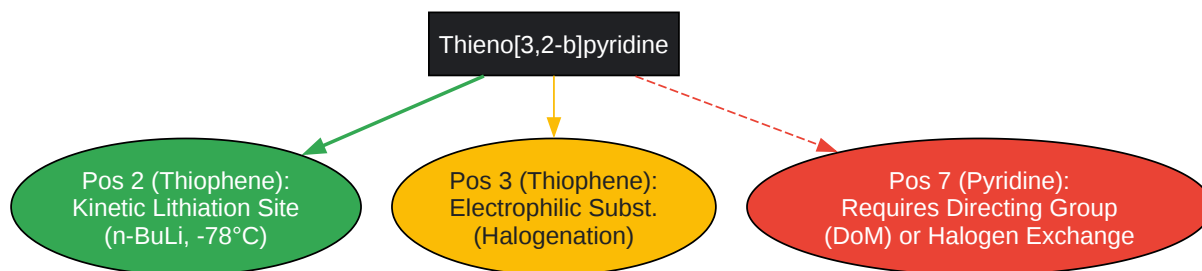 Thieno[3,2-b]pyridine
Pos 2 (Thiophene):
Kinetic Lithiation Site
(n-BuLi, -78°C)
Pos 3 (Thiophene):
Electrophilic Subst.
(Halogenation)
Pos 7 (Pyridine):
Requires Directing Group
(DoM) or Halogen Exchange